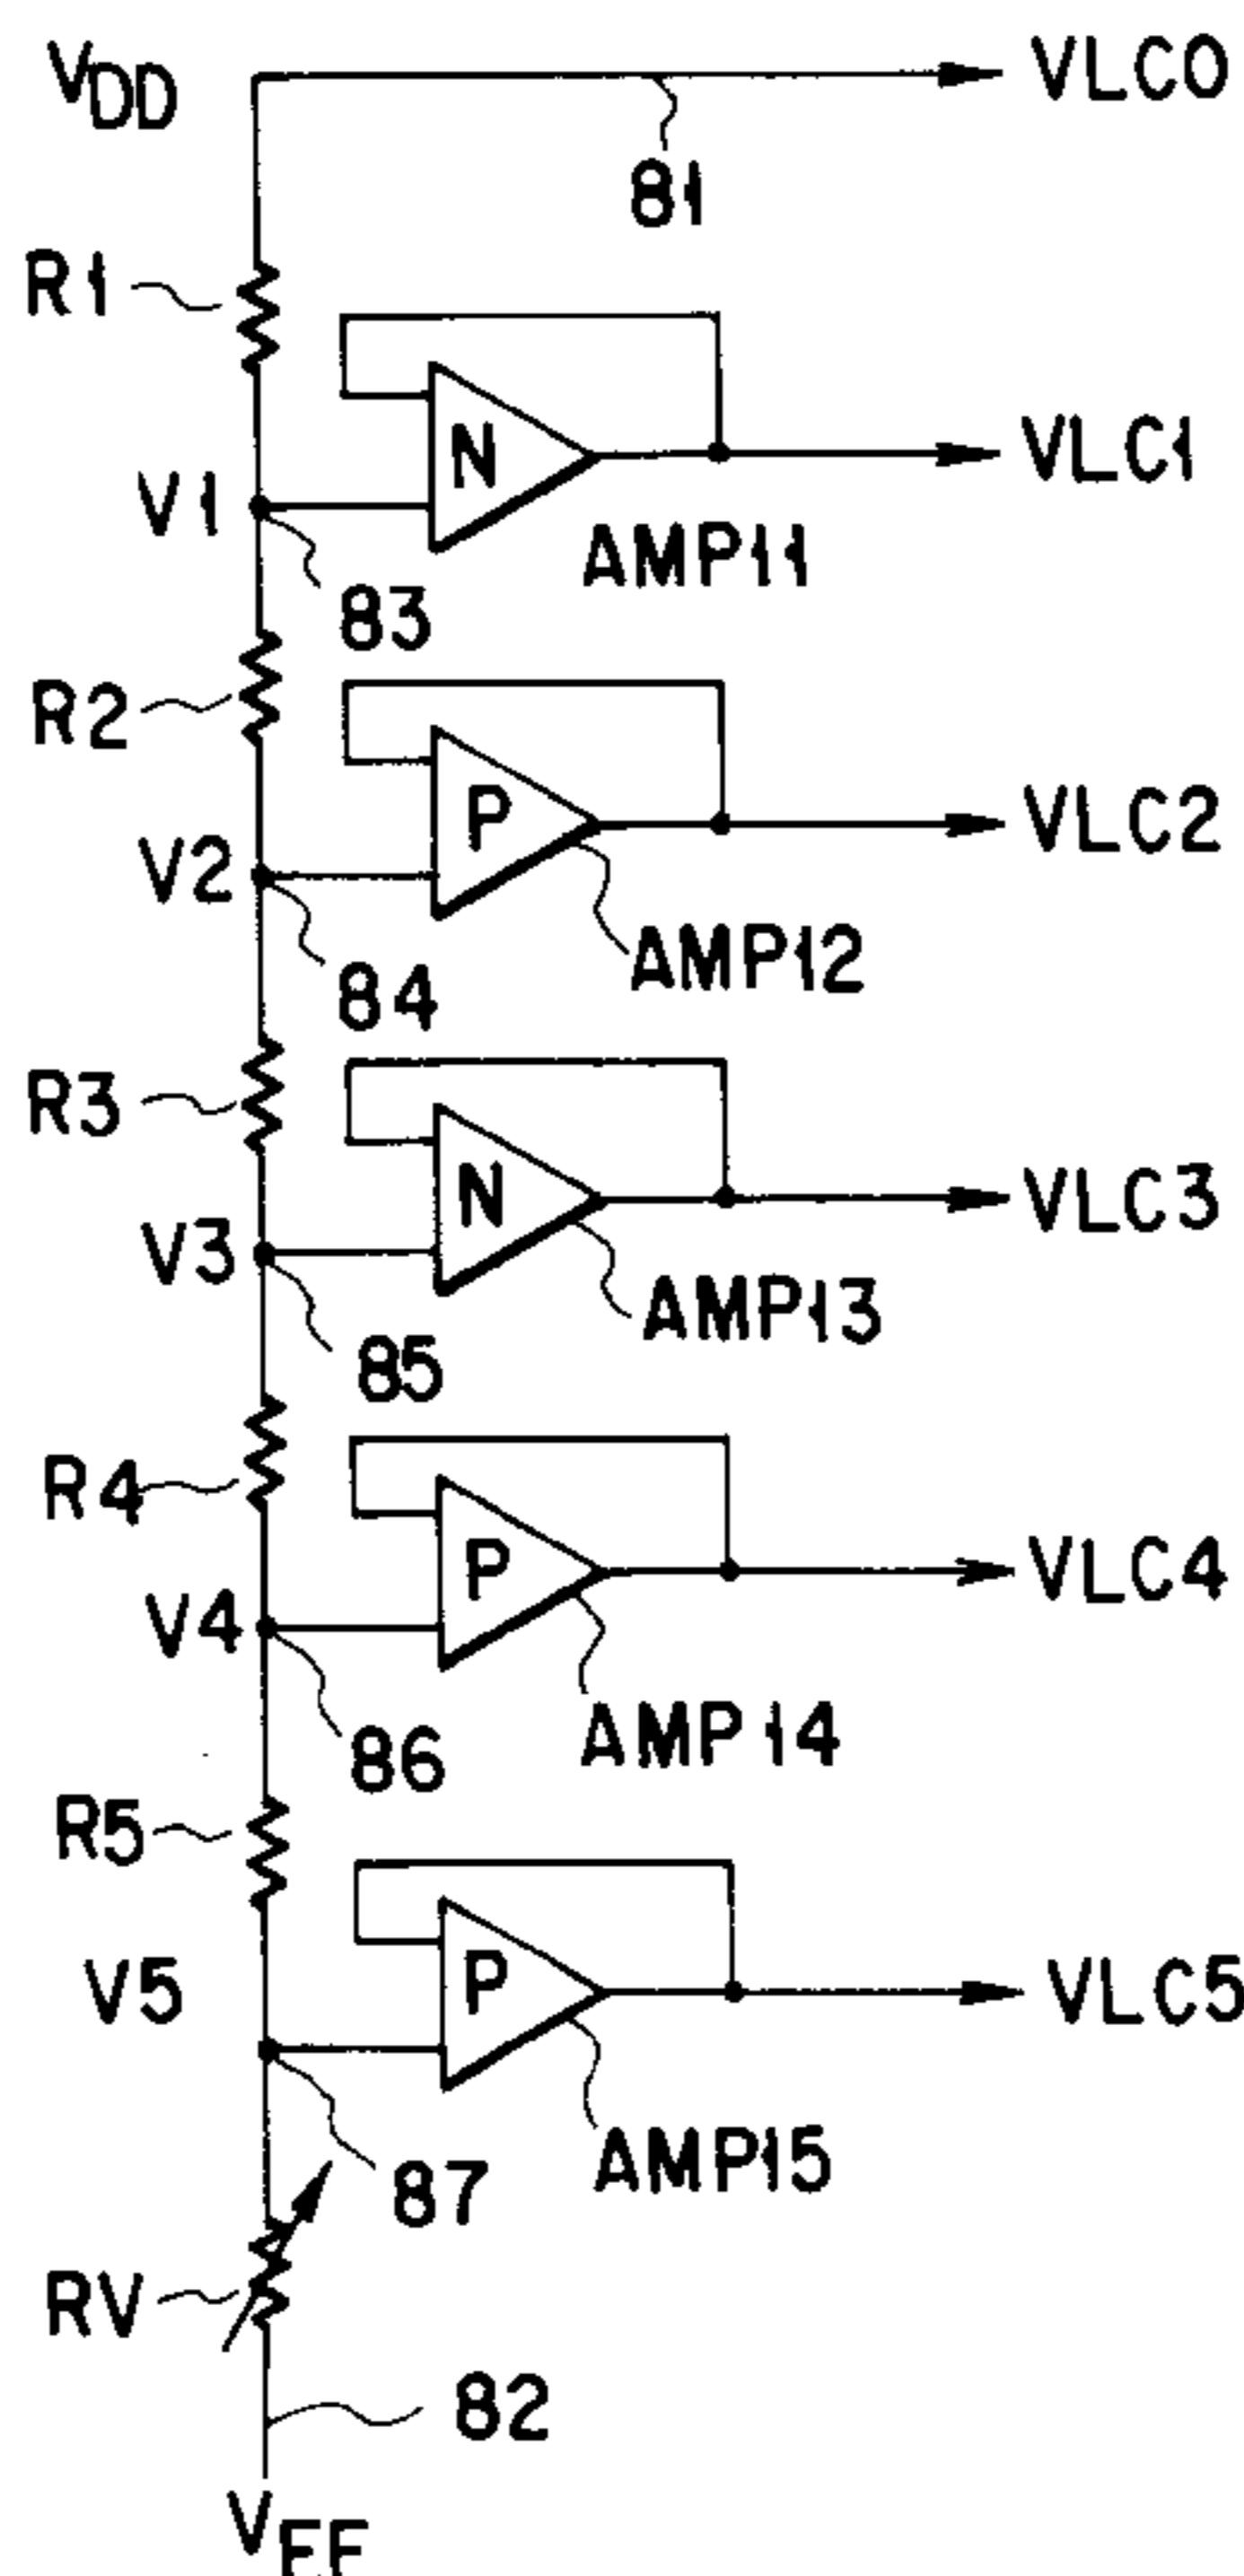 VDD
VLC0
81
R1
N
VLC1
V1
AMP11
83
R2
P
VLC2
V2
AMP12
84
R3
N
VLC3
V3
AMP13
85
R4
P
VLC4
V4
AMP14
86
R5
P
V5
VLC5
AMP15
87
RV
82
VEE